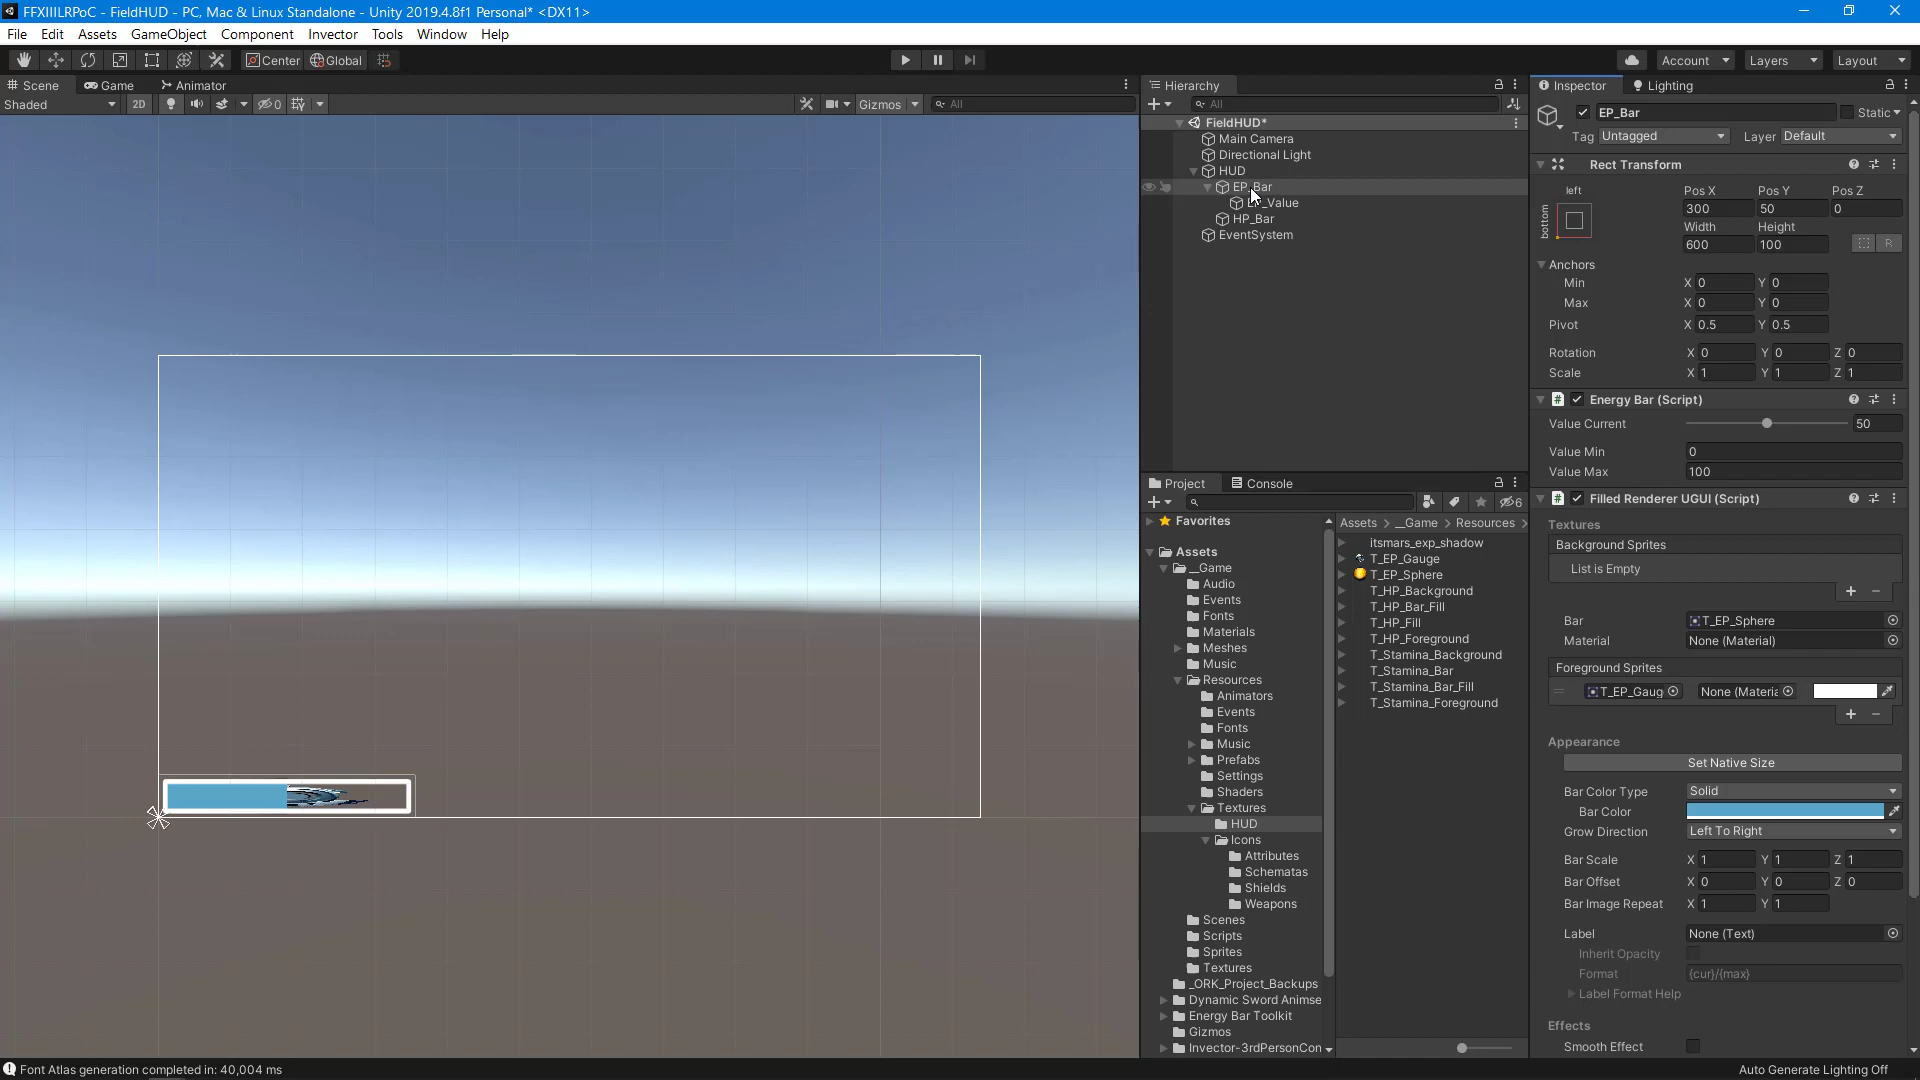 FFXIIILRPoC - FieldHUD - PC, Mac & Linux Standalone - Unity 2019.4.8f1 Personal* <DX11>
File Edit Assets GameObject Component Invector Tools Window Help
Center Global Account Layers Layout
Scene Game Animator
Shaded 2D 0 Gizmos All
Hierarchy
All
FieldHUD*
Main Camera
Directional Light
HUD
EP_Bar
_Value
HP_Bar
EventSystem
Project Console
6
Favorites
Assets
__Game
Audio
Events
Fonts
Materials
Meshes
Music
Resources
Animators
Events
Fonts
Music
Prefabs
Settings
Shaders
Textures
HUD
Icons
Attributes
Schematas
Shields
Weapons
Scenes
Scripts
Sprites
Textures
_ORK_Project_Backups
Dynamic Sword Animse
Energy Bar Toolkit
Gizmos
Invector-3rdPersonCon
Assets > __Game > Resources >
itsmars_exp_shadow
T_EP_Gauge
T_EP_Sphere
T_HP_Background
T_HP_Bar_Fill
T_HP_Fill
T_HP_Foreground
T_Stamina_Background
T_Stamina_Bar
T_Stamina_Bar_Fill
T_Stamina_Foreground
Inspector Lighting
EP_Bar Static
Tag Untagged Layer Default
Rect Transform
left Pos X Pos Y Pos Z
bottom 300 50 0
Width Height
600 100 R
Anchors
Min X 0 Y 0
Max X 0 Y 0
Pivot X 0.5 Y 0.5
Rotation X 0 Y 0 Z 0
Scale X 1 Y 1 Z 1
# Energy Bar (Script)
Value Current 50
Value Min 0
Value Max 100
# Filled Renderer UGUI (Script)
Textures
Background Sprites
List is Empty
+ −
Bar T_EP_Sphere
Material None (Material)
Foreground Sprites
T_EP_Gaug None (Materia
+ −
Appearance
Set Native Size
Bar Color Type Solid
Bar Color
Grow Direction Left To Right
Bar Scale X 1 Y 1 Z 1
Bar Offset X 0 Y 0 Z 0
Bar Image Repeat X 1 Y 1
Label None (Text)
Inherit Opacity
Format {cur}/{max}
Label Format Help
Effects
Smooth Effect
Font Atlas generation completed in: 40,004 ms
Auto Generate Lighting Off